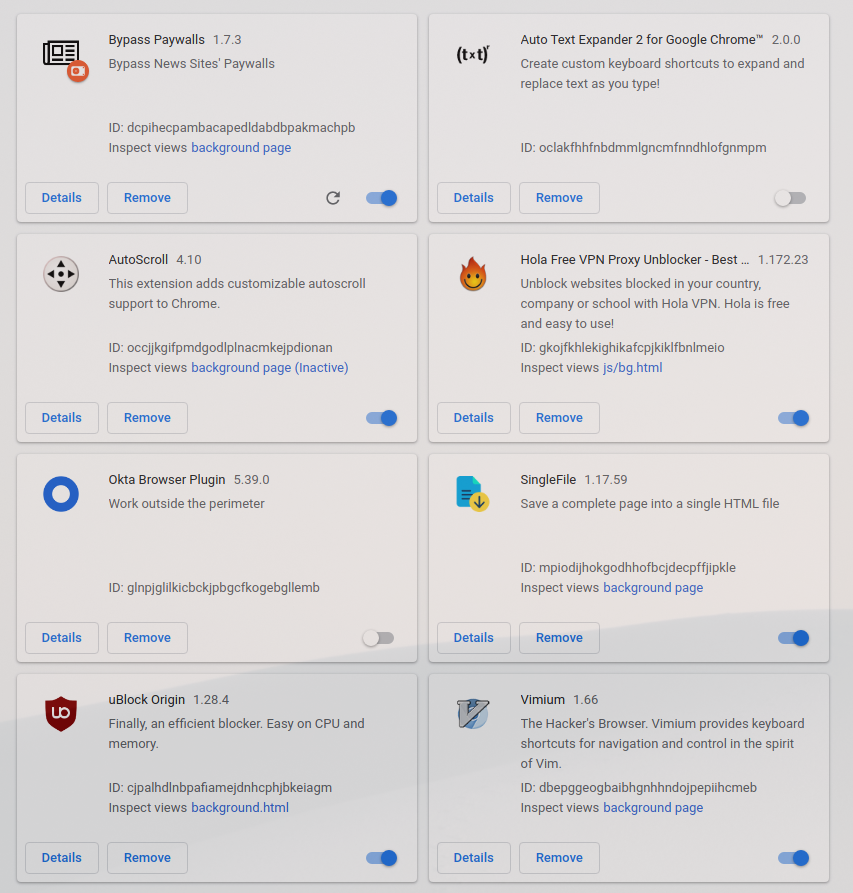 Bypass Paywalls 1.7.3
Bypass News Sites' Paywalls
ID: dcpihecpambacapedldabdbpakmachpb
Inspect views background page
Details Remove
(t×t)r
Auto Text Expander 2 for Google Chrome™ 2.0.0
Create custom keyboard shortcuts to expand and
replace text as you type!
ID: oclakfhhfnbdmmlgncmfnndhlofgnmpm
Details Remove
AutoScroll 4.10
This extension adds customizable autoscroll
support to Chrome.
ID: occjjkgifpmdgodlplnacmkejpdionan
Inspect views background page (Inactive)
Details Remove
Hola Free VPN Proxy Unblocker - Best ... 1.172.23
Unblock websites blocked in your country,
company or school with Hola VPN. Hola is free
and easy to use!
ID: gkojfkhlekighikafcpjkiklfbnlmeio
Inspect views js/bg.html
Details Remove
Okta Browser Plugin 5.39.0
Work outside the perimeter
ID: glnpjglilkicbckjpbgcfkogebgllemb
Details Remove
SingleFile 1.17.59
Save a complete page into a single HTML file
ID: mpiodijhokgodhhofbcjdecpffjipkle
Inspect views background page
Details Remove
uBlock Origin 1.28.4
Finally, an efficient blocker. Easy on CPU and
memory.
ID: cjpalhdlnbpafiamejdnhcphjbkeiagm
Inspect views background.html
Details Remove
Vimium 1.66
The Hacker's Browser. Vimium provides keyboard
shortcuts for navigation and control in the spirit
of Vim.
ID: dbepggeogbaibhgnhhndojpepiihcmeb
Inspect views background page
Details Remove